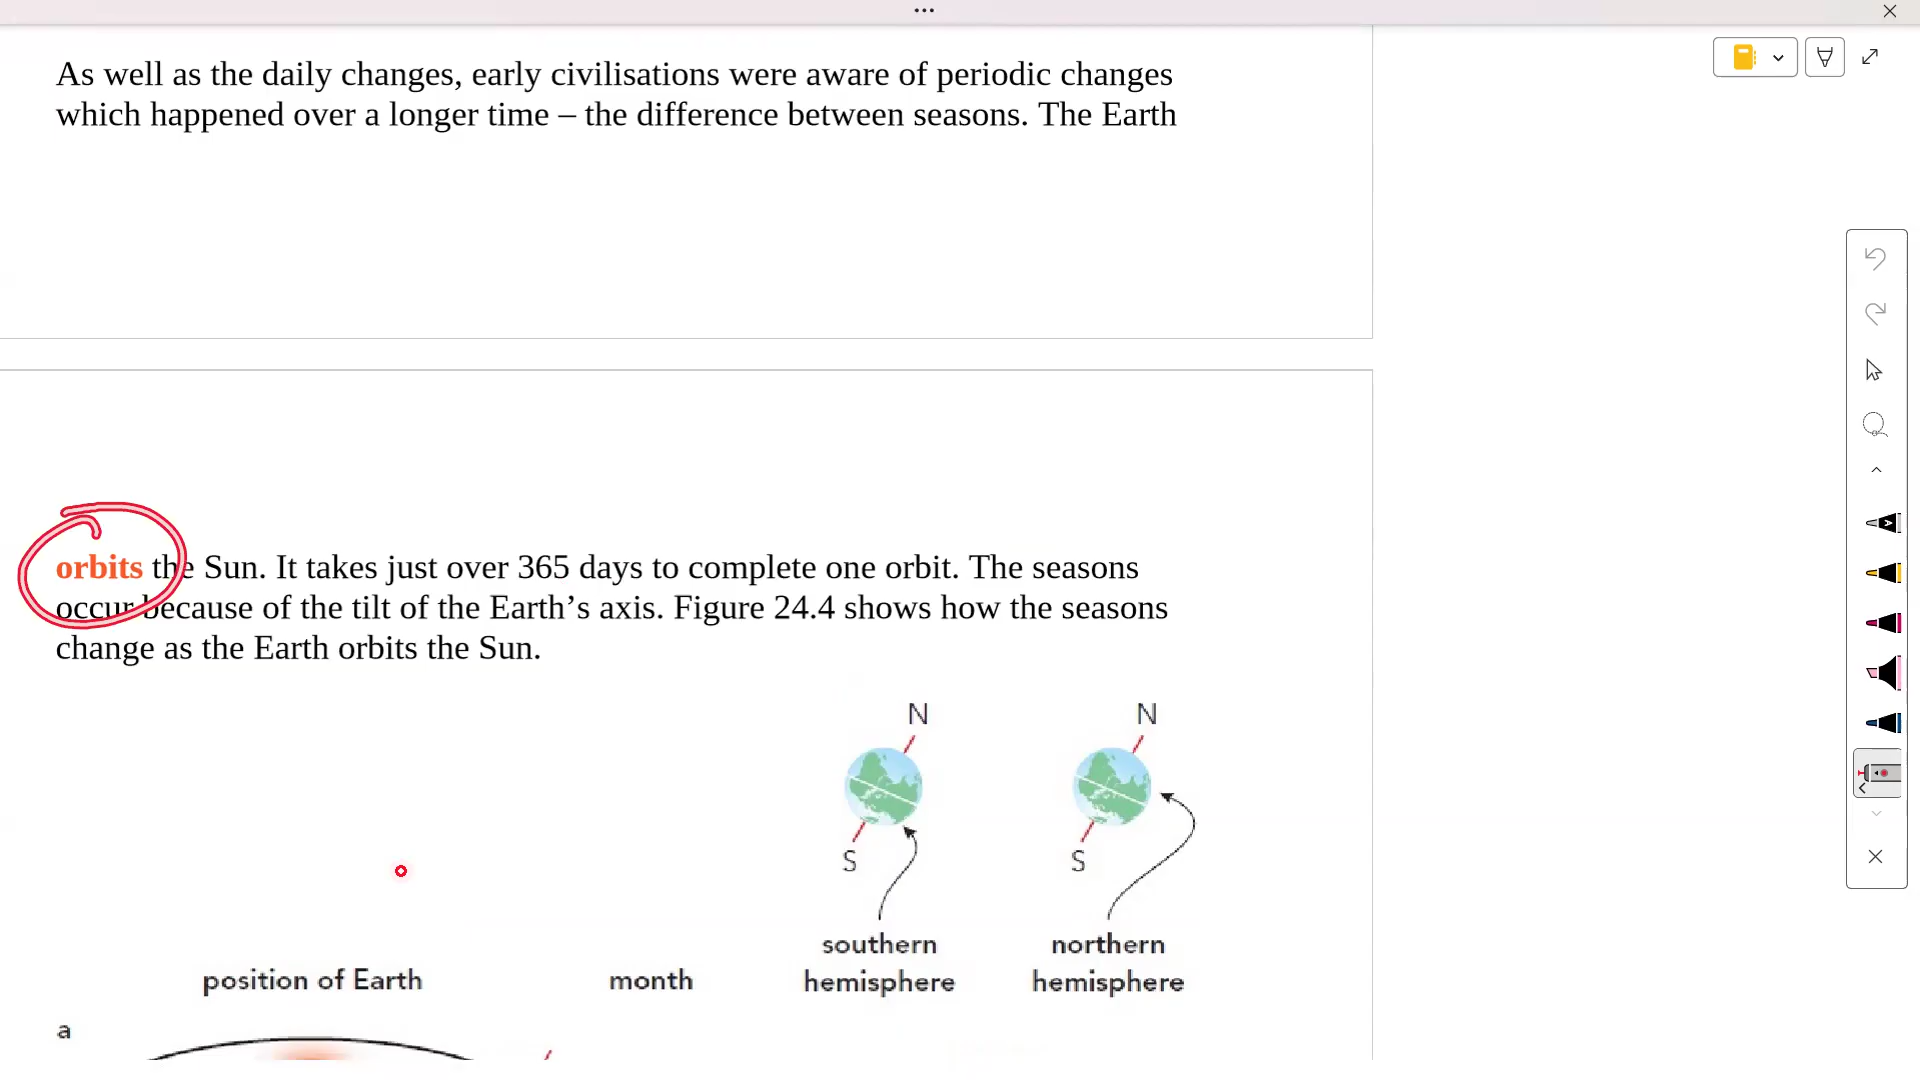 As well as the daily changes, early civilisations were aware of periodic changes
which happened over a longer time – the difference between seasons. The Earth
orbits the Sun. It takes just over 365 days to complete one orbit. The seasons
occur because of the tilt of the Earth’s axis. Figure 24.4 shows how the seasons
change as the Earth orbits the Sun.
N
N
S
S
position of Earth
month
southern
hemisphere
northern
hemisphere
a